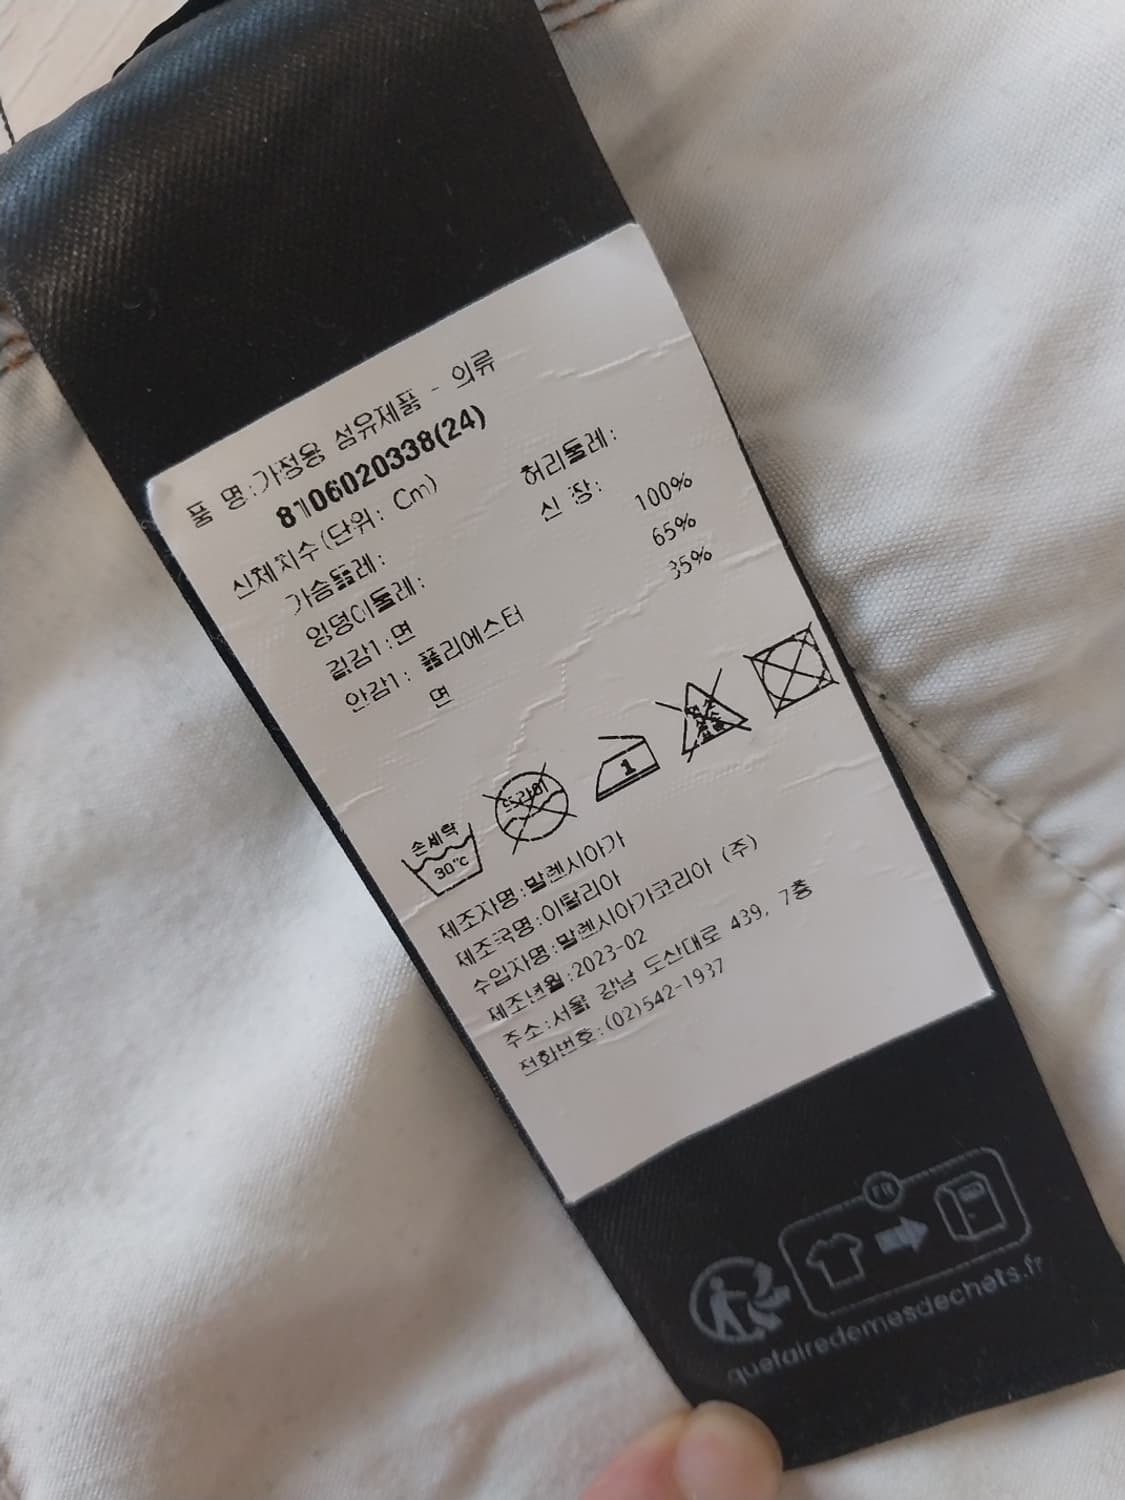 품 명:가정용 섬유제품 - 의류
8106020338(24)
신체치수(단위: Cm)
가슴둘레: 허리둘레:
엉덩이둘레: 신 장:
겉감1:면 100%
안감1: 폴리에스터 65%
면 35%
손세탁
30℃
드라이
1
염소
표백
제조자명:발렌시아가
제조국명:이탈리아
수입자명:발렌시아가코리아 (주)
제조년월:2023-02
주소:서울 강남 도산대로 439, 7층
전화번호:(02)542-1937
FR
quefairedemesdechets.fr